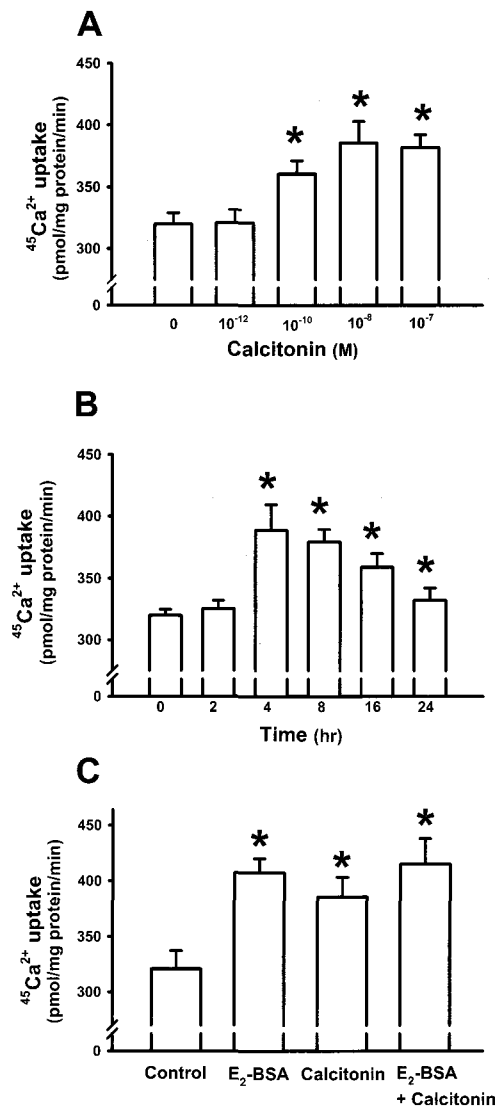 A
⁴⁵Ca²⁺ uptake
(pmol/mg protein/min)
450
400
350
300
0
*
*
*
0 10⁻¹² 10⁻¹⁰ 10⁻⁸ 10⁻⁷
Calcitonin (M)
B
⁴⁵Ca²⁺ uptake
(pmol/mg protein/min)
450
400
350
300
0
*
*
*
*
0 2 4 8 16 24
Time (hr)
C
⁴⁵Ca²⁺ uptake
(pmol/mg protein/min)
450
400
350
300
0
*
*
*
Control E₂-BSA Calcitonin E₂-BSA
+ Calcitonin